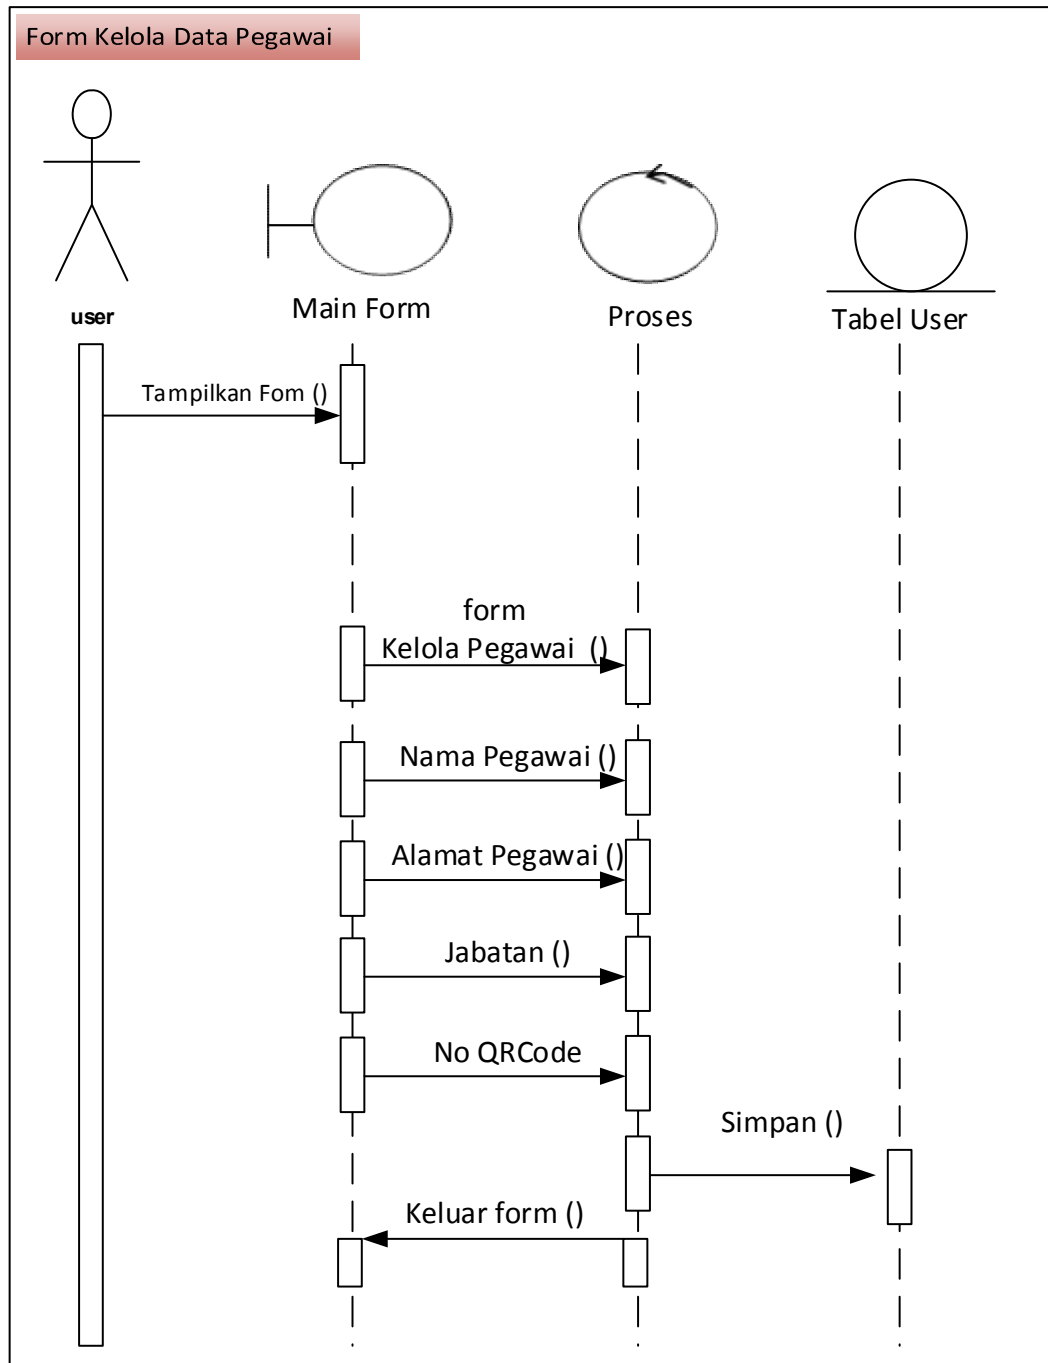 Form Kelola Data Pegawai
user
Main Form
Proses
Tabel User
Tampilkan Fom ()
form
Kelola Pegawai ()
Nama Pegawai ()
Alamat Pegawai ()
Jabatan ()
No QRCode
Simpan ()
Keluar form ()